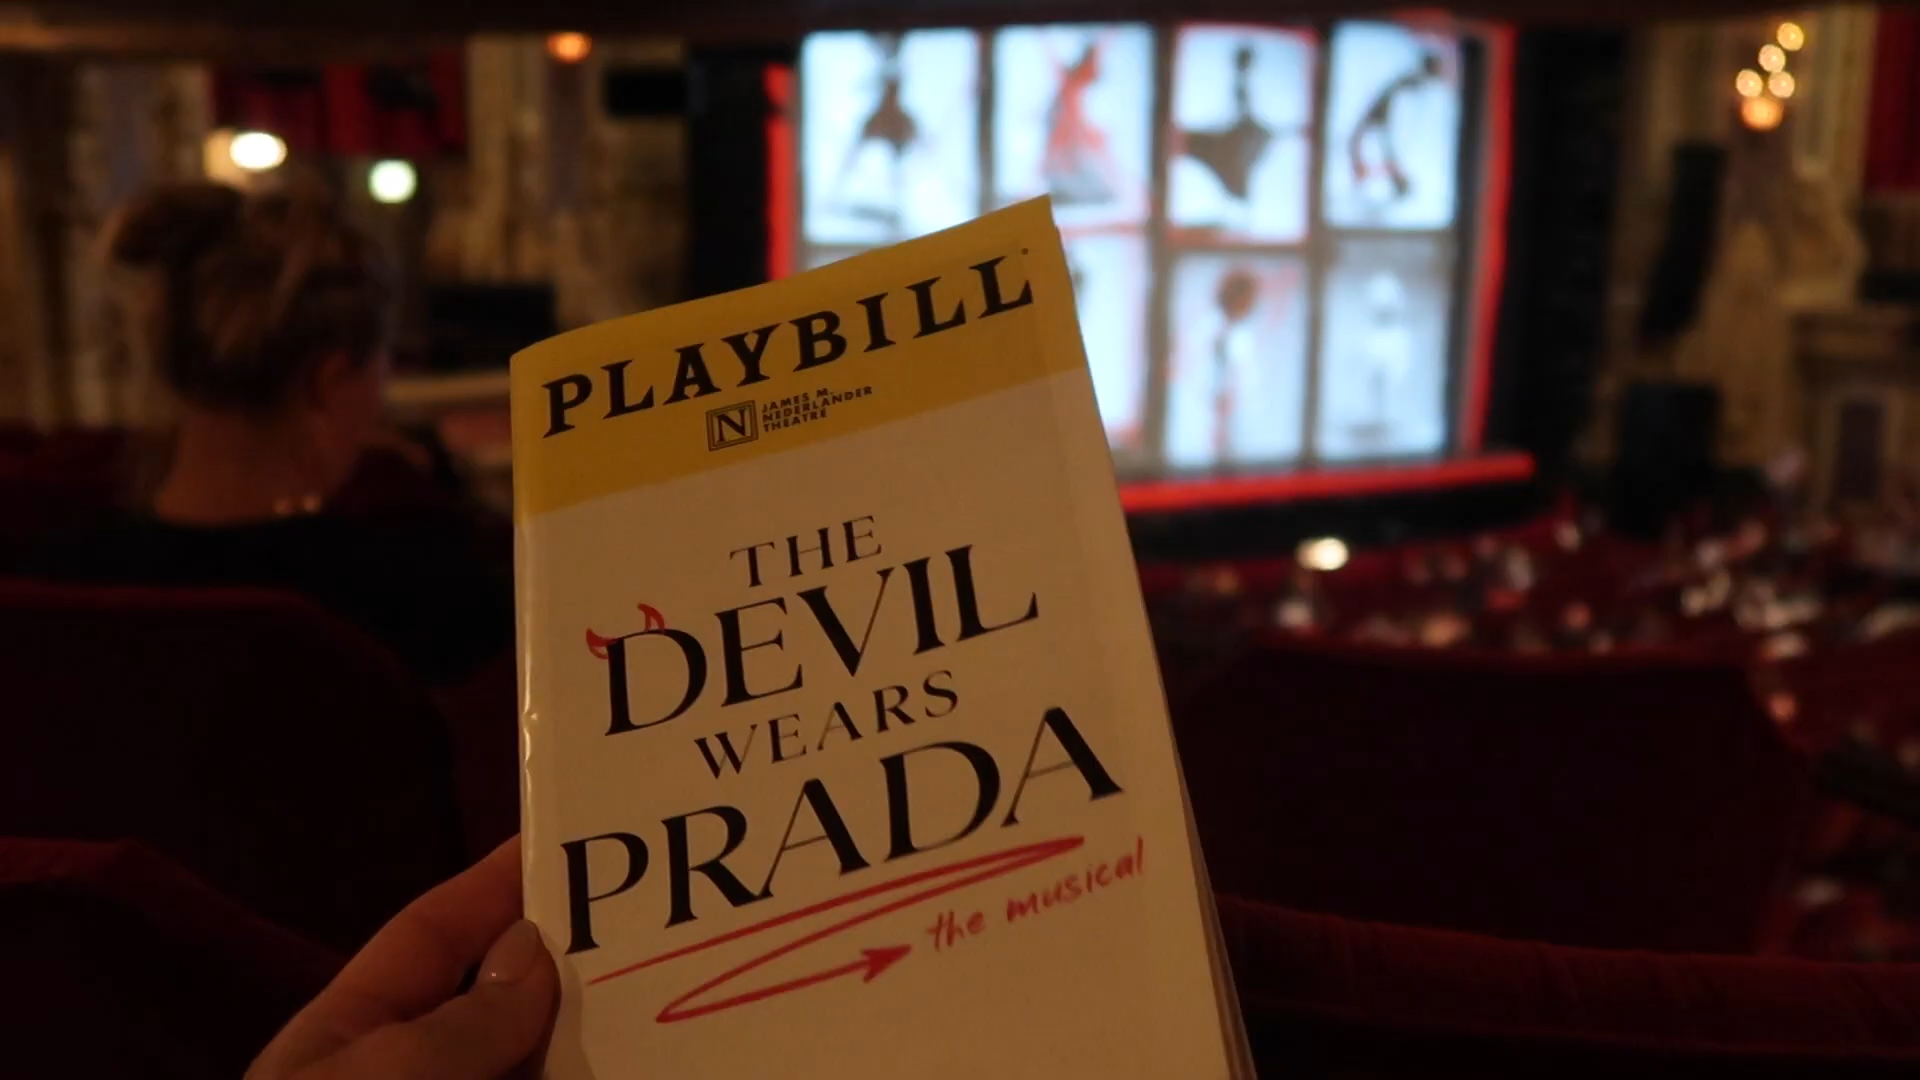 PLAYBILL
N
JAMES M.
NEDERLANDER
THEATRE
THE
DEVIL
WEARS
PRADA
the musical